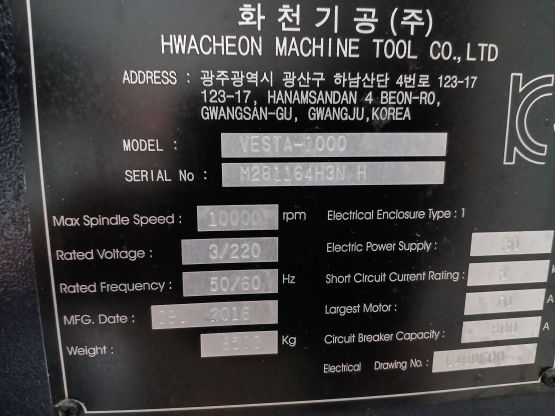 화천기공(주)
HWACHEON MACHINE TOOL CO.,LTD
ADDRESS : 광주광역시 광산구 하남산단 4번로 123-17
123-17, HANAMSANDAN 4 BEON-RO,
GWANGSAN-GU, GWANGJU,KOREA
MODEL : VESTA-1000
SERIAL No : M281164H3N H
Max Spindle Speed : 10000 rpm
Rated Voltage : 3/220
Rated Frequency : 50/60 Hz
MFG. Date : 2016
Weight : 6500 Kg
Electrical Enclosure Type : 1
Electric Power Supply :
Short Circuit Current Rating :
Largest Motor : A
Circuit Breaker Capacity : A
Electrical Drawing No. :